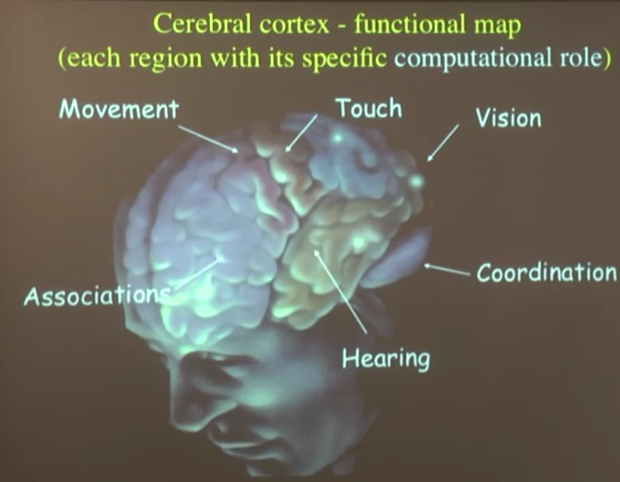 Cerebral cortex - functional map
(each region with its specific computational role)
Movement
Touch
Vision
Associations
Coordination
Hearing